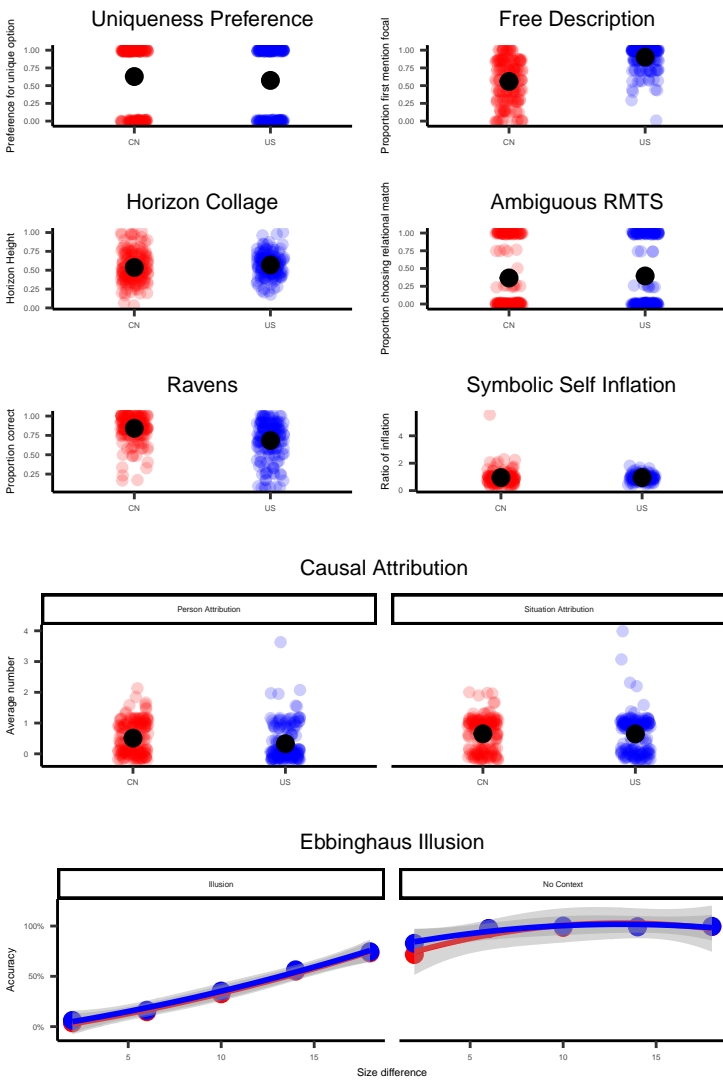 Uniqueness Preference
Preference for unique option
1.00
0.75
0.50
0.25
0.00
CN
US
Free Description
Proportion first mention focal
1.00
0.75
0.50
0.25
0.00
CN
US
Horizon Collage
Horizon Height
1.00
0.75
0.50
0.25
0.00
CN
US
Ambiguous RMTS
Proportion choosing relational match
1.00
0.75
0.50
0.25
0.00
CN
US
Ravens
Proportion correct
1.00
0.75
0.50
0.25
CN
US
Symbolic Self Inflation
Ratio of inflation
4
2
0
CN
US
Causal Attribution
Person Attribution
Situation Attribution
Average number
4
3
2
1
0
CN
US
CN
US
Ebbinghaus Illusion
Illusion
No Context
Accuracy
100%
50%
0%
5
10
15
5
10
15
Size difference